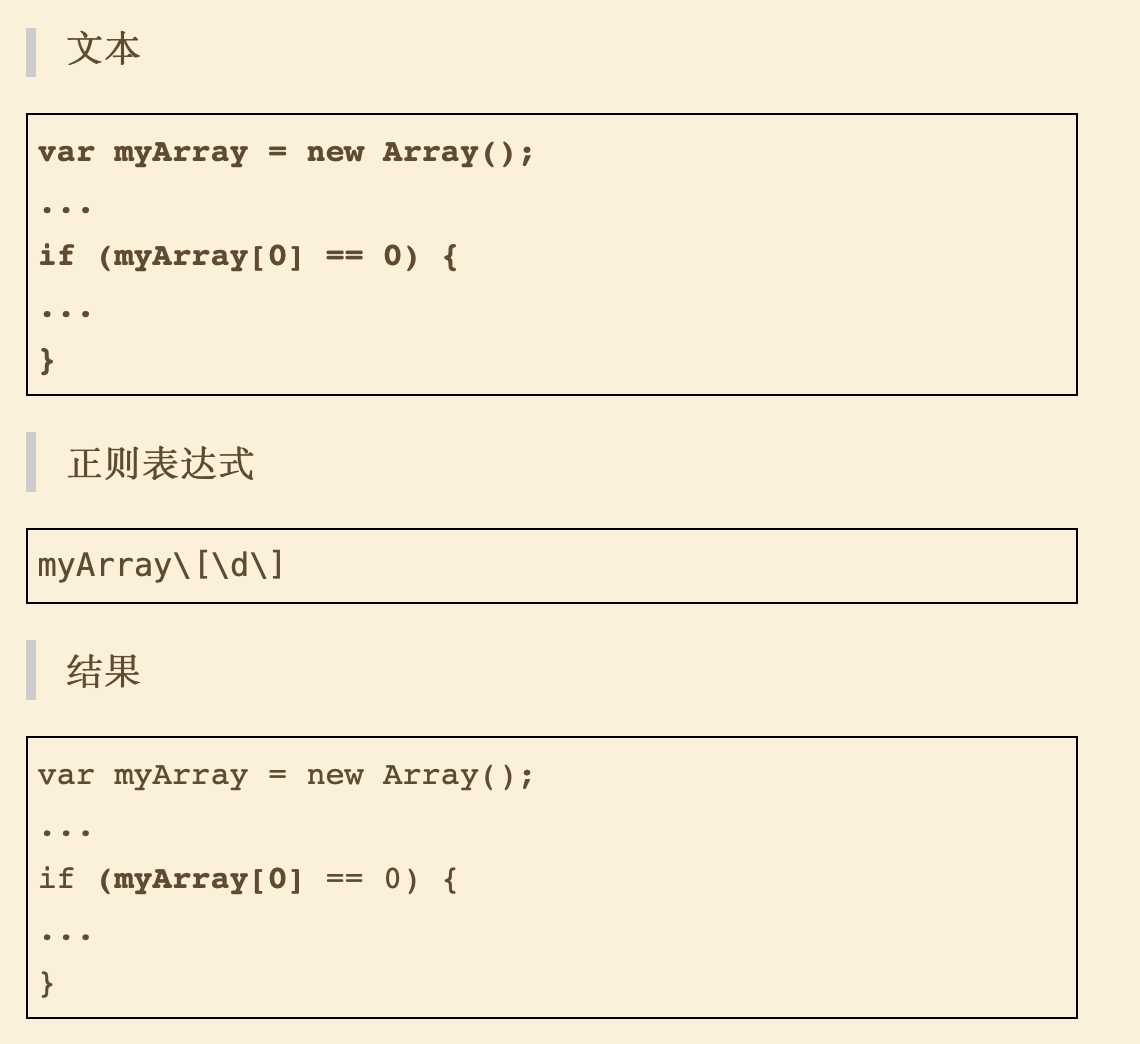 文本
var myArray = new Array();
...
if (myArray[0] == 0) {
...
}
正则表达式
myArray\[\d\]
结果
var myArray = new Array();
...
if (myArray[0] == 0) {
...
}